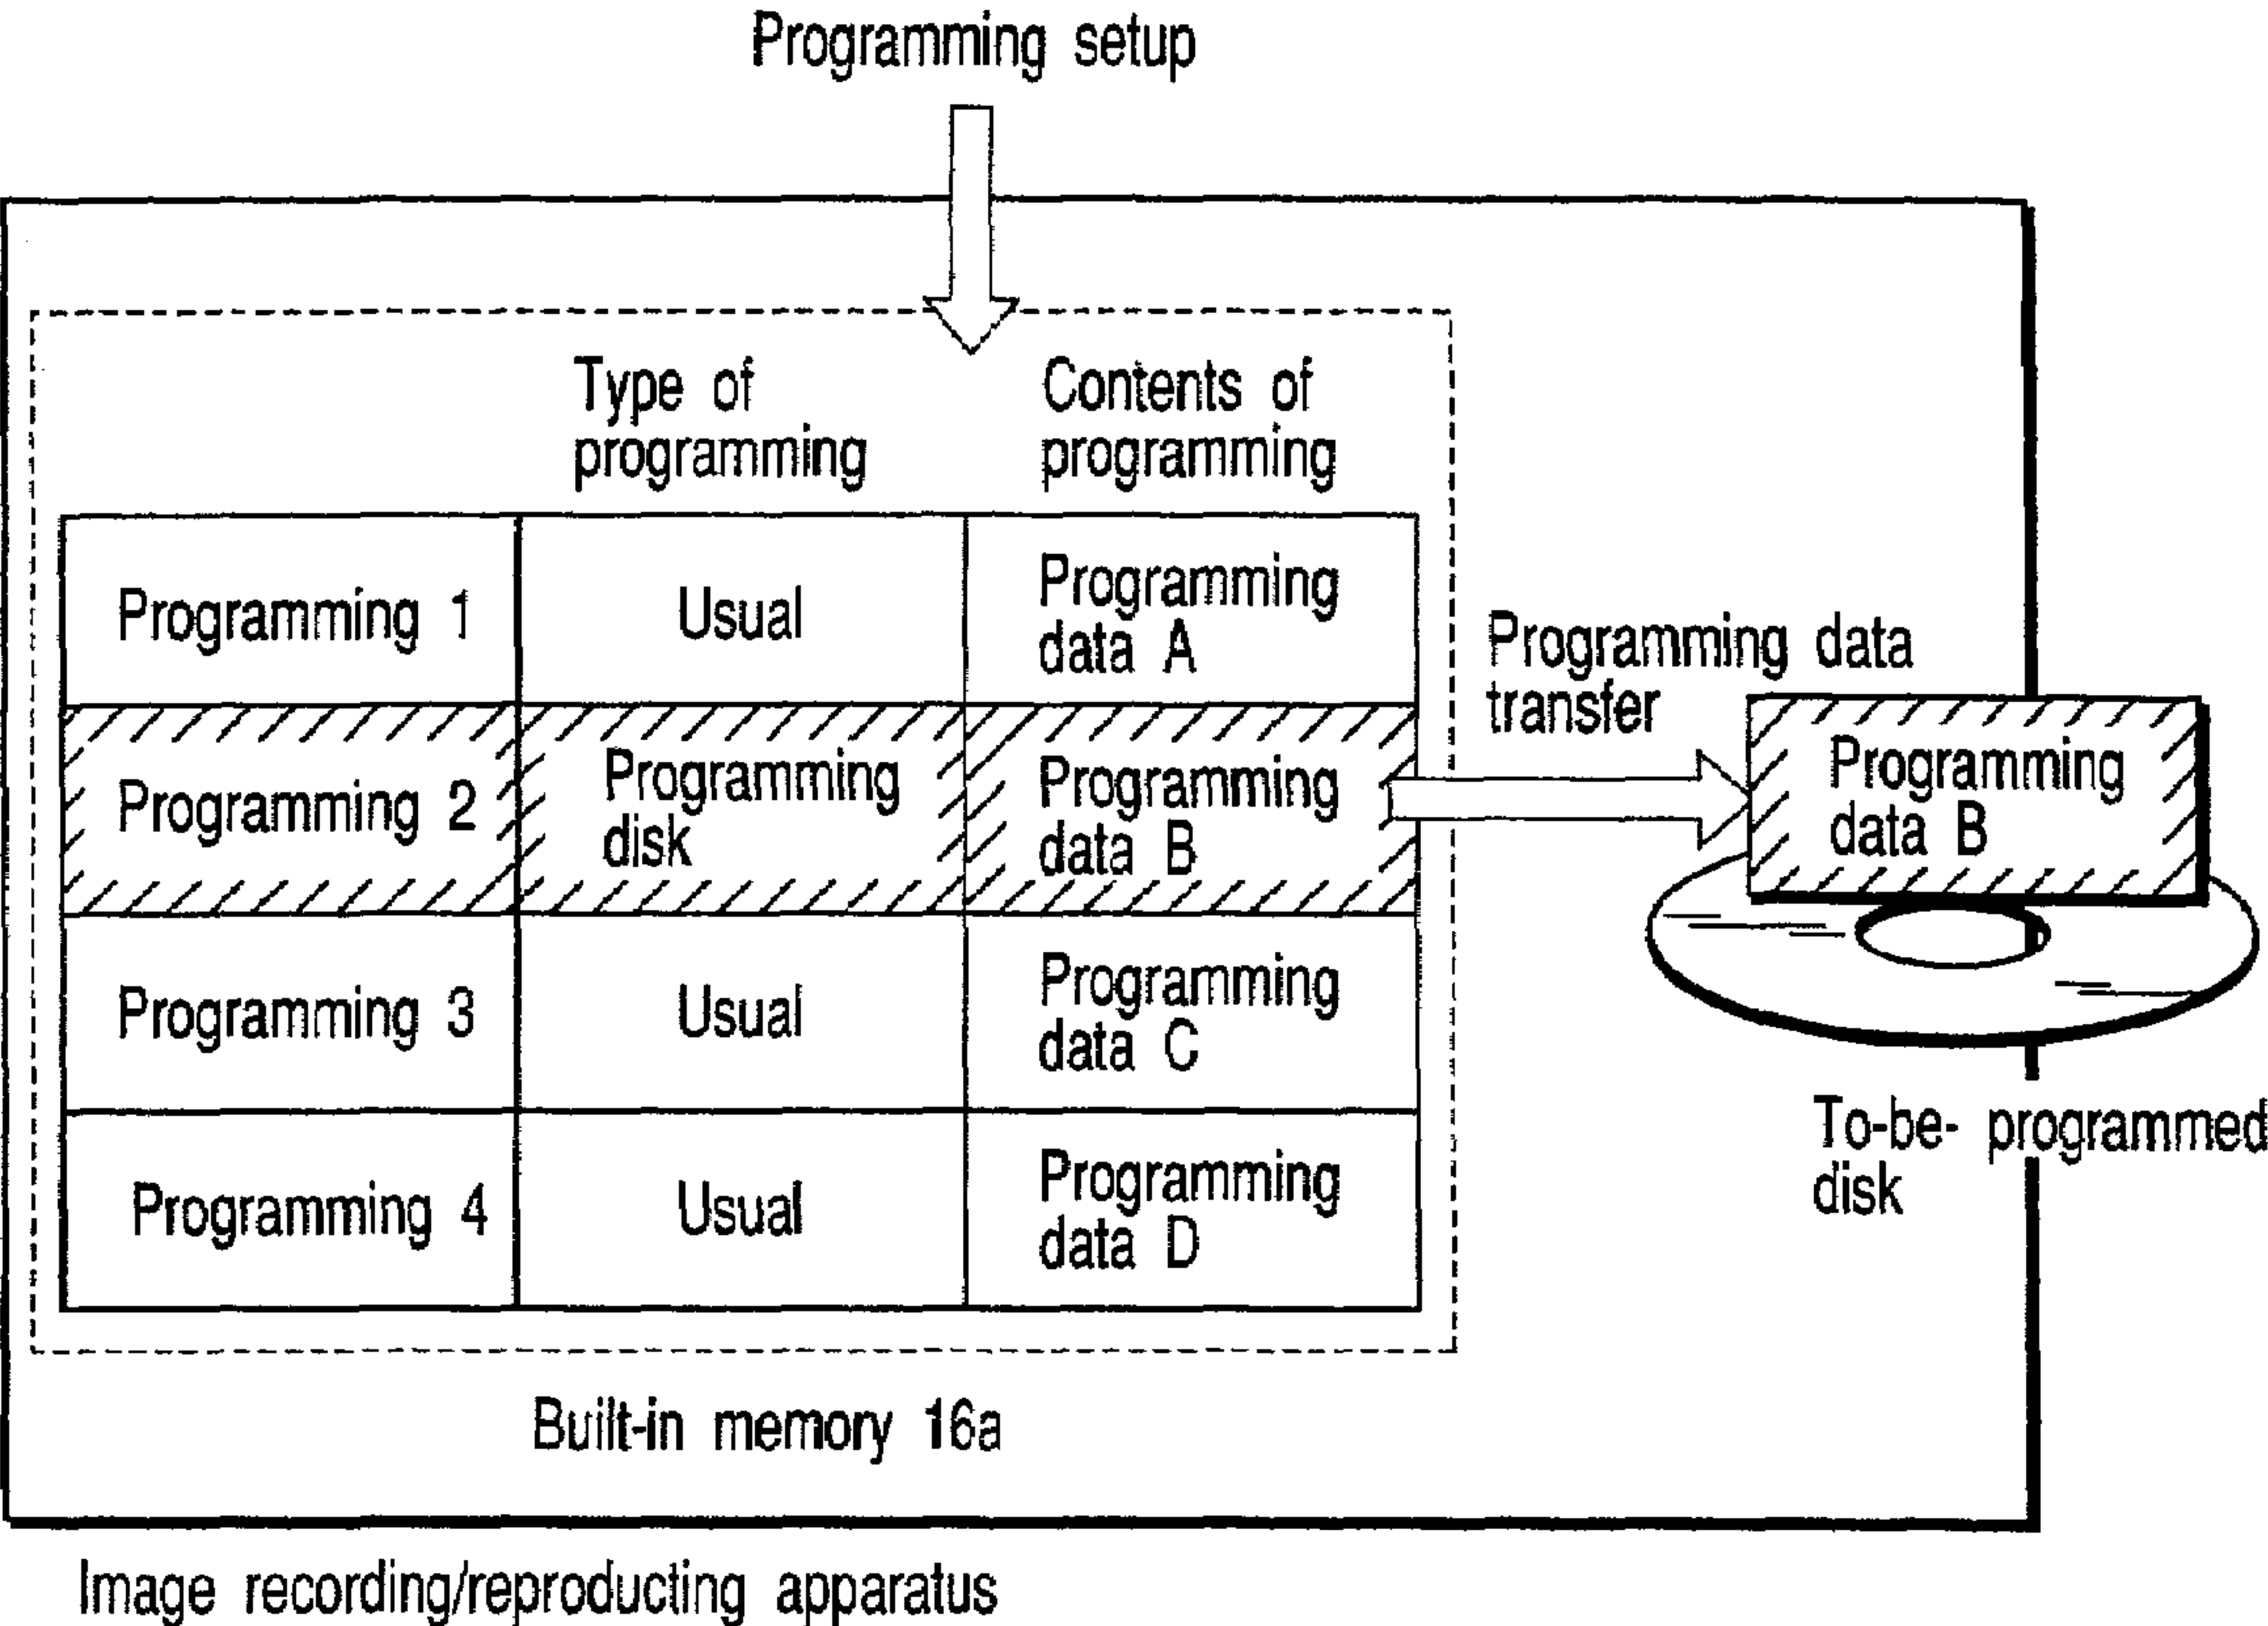 Programming setup
Type of
programming
Contents of
programming
Programming 1
Usual
Programming
data A
Programming 2
Programming
disk
Programming
data B
Programming 3
Usual
Programming
data C
Programming 4
Usual
Programming
data D
Programming data
transfer
Programming
data B
To-be- programmed
disk
Built-in memory 16a
Image recording/reproducting apparatus